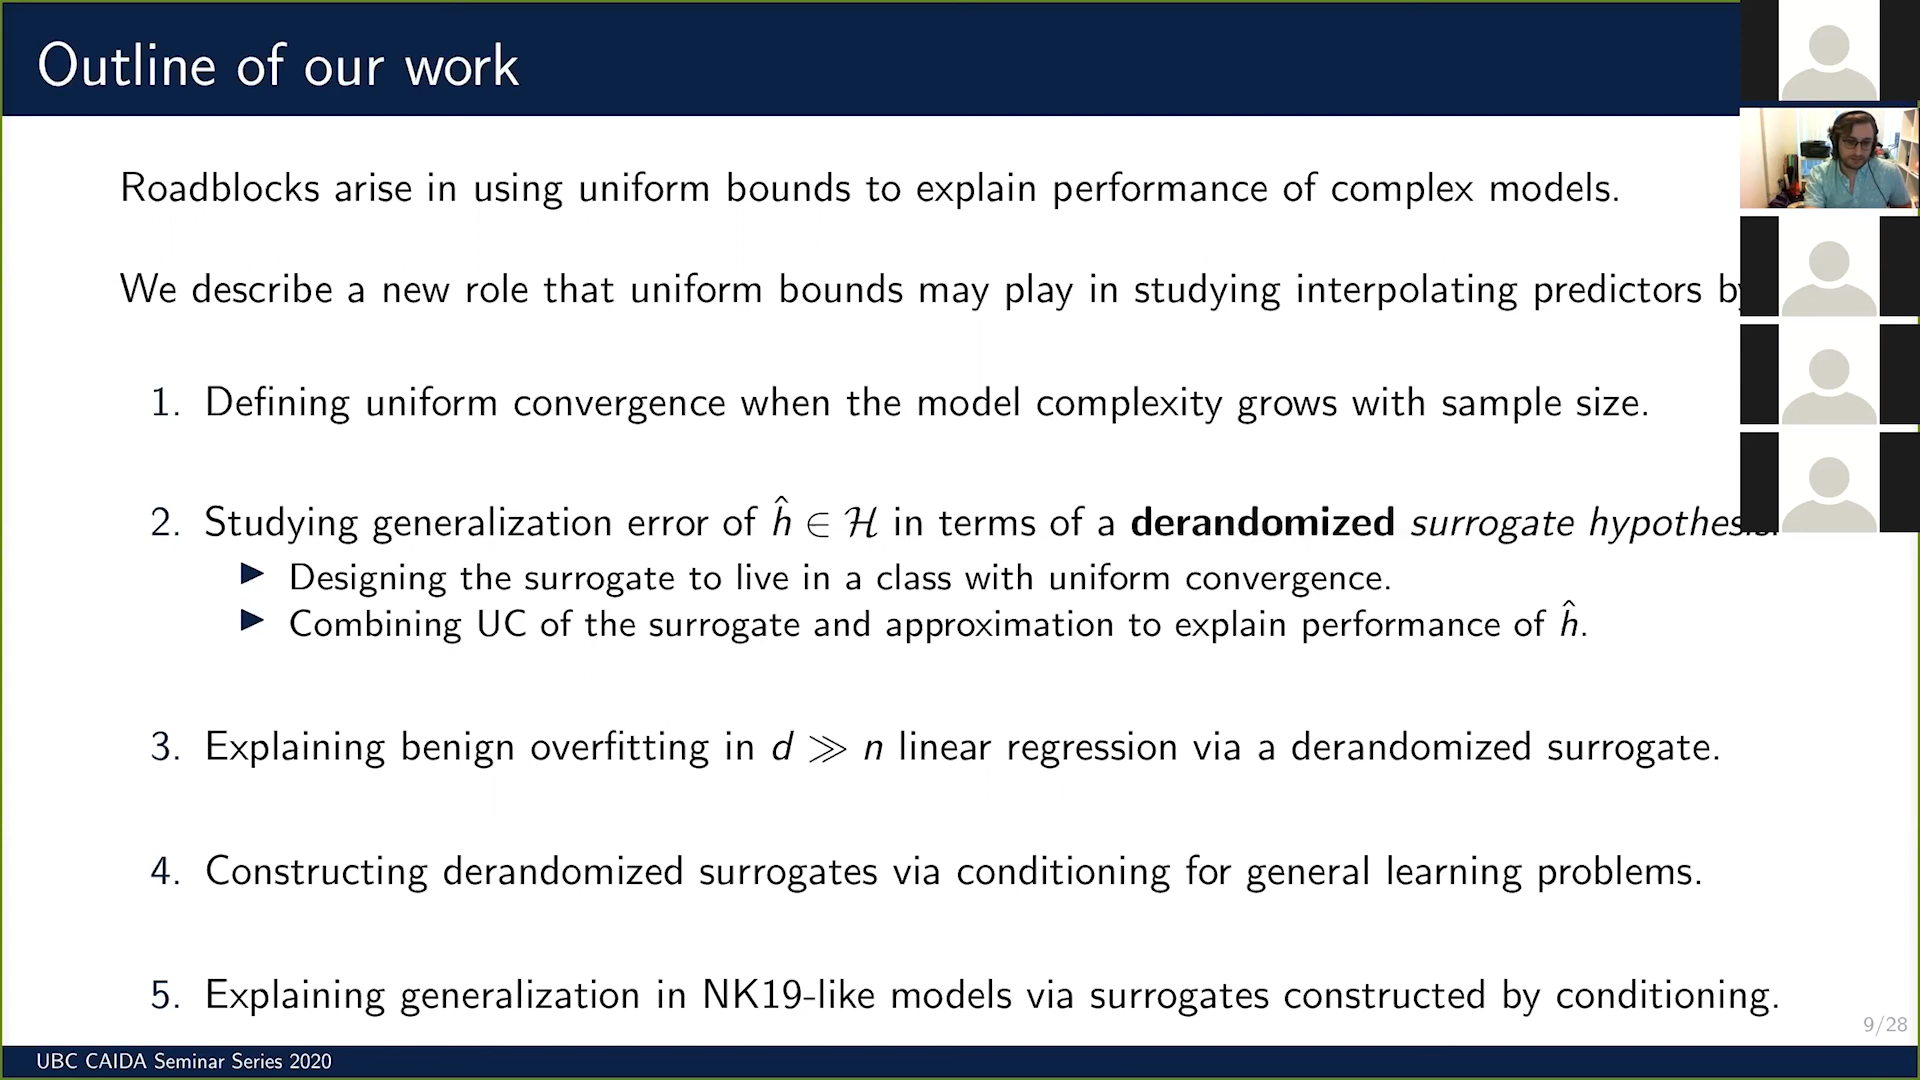 Outline of our work
Roadblocks arise in using uniform bounds to explain performance of complex models.
We describe a new role that uniform bounds may play in studying interpolating predictors
1. Defining uniform convergence when the model complexity grows with sample size.
2. Studying generalization error of ĥ ∈ ℋ in terms of a derandomized surrogate hypothesis.
▶ Designing the surrogate to live in a class with uniform convergence.
▶ Combining UC of the surrogate and approximation to explain performance of ĥ.
3. Explaining benign overfitting in d ≫ n linear regression via a derandomized surrogate.
4. Constructing derandomized surrogates via conditioning for general learning problems.
5. Explaining generalization in NK19-like models via surrogates constructed by conditioning.
9/28
UBC CAIDA Seminar Series 2020